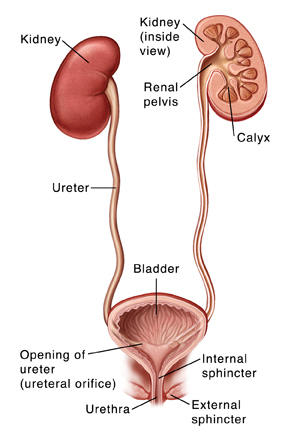 Kidney
Kidney
(inside
view)
Renal
pelvis
Calyx
Ureter
Bladder
Opening of
ureter
(ureteral orifice)
Internal
sphincter
Urethra
External
sphincter